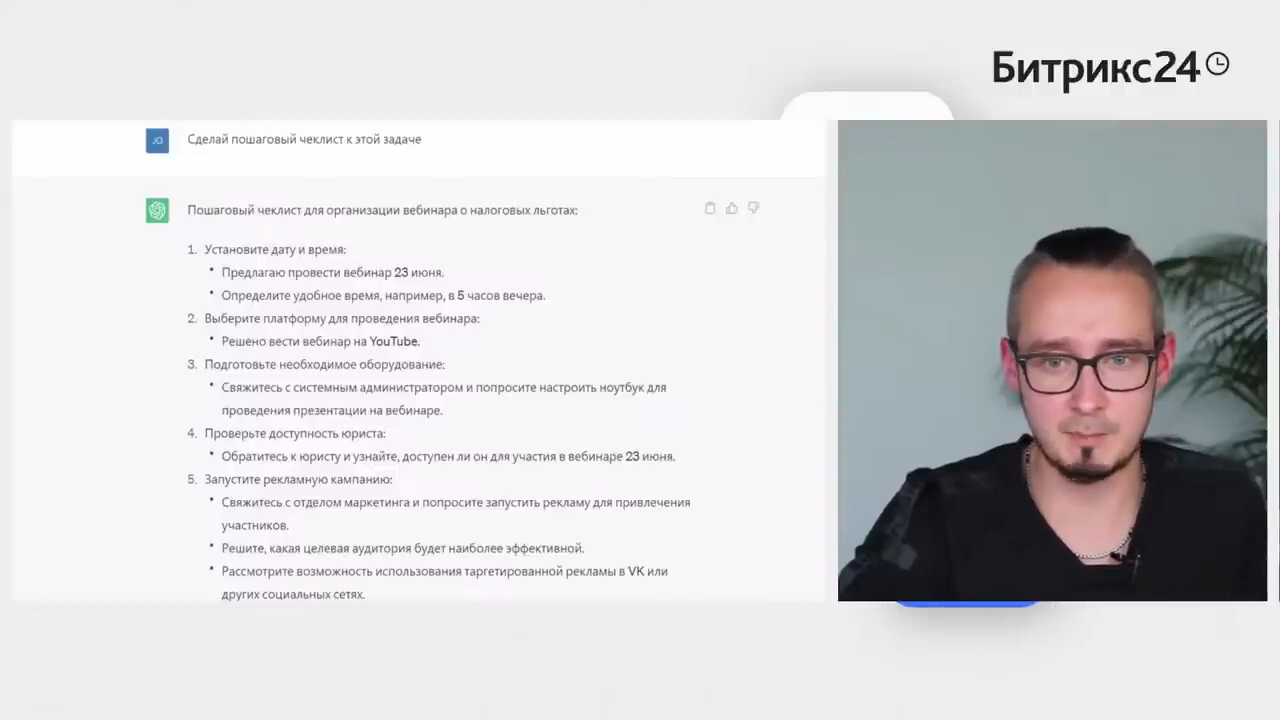 Битрикс24
JO
Сделай пошаговый чеклист к этой задаче
Пошаговый чеклист для организации вебинара о налоговых льготах:
1. Установите дату и время:
• Предлагаю провести вебинар 23 июня.
• Определите удобное время, например, в 5 часов вечера.
2. Выберите платформу для проведения вебинара:
• Решено вести вебинар на YouTube.
3. Подготовьте необходимое оборудование:
• Свяжитесь с системным администратором и попросите настроить ноутбук для
проведения презентации на вебинаре.
4. Проверьте доступность юриста:
• Обратитесь к юристу и узнайте, доступен ли он для участия в вебинаре 23 июня.
5. Запустите рекламную кампанию:
• Свяжитесь с отделом маркетинга и попросите запустить рекламу для привлечения
участников.
• Решите, какая целевая аудитория будет наиболее эффективной.
• Рассмотрите возможность использования таргетированной рекламы в VK или
других социальных сетях.